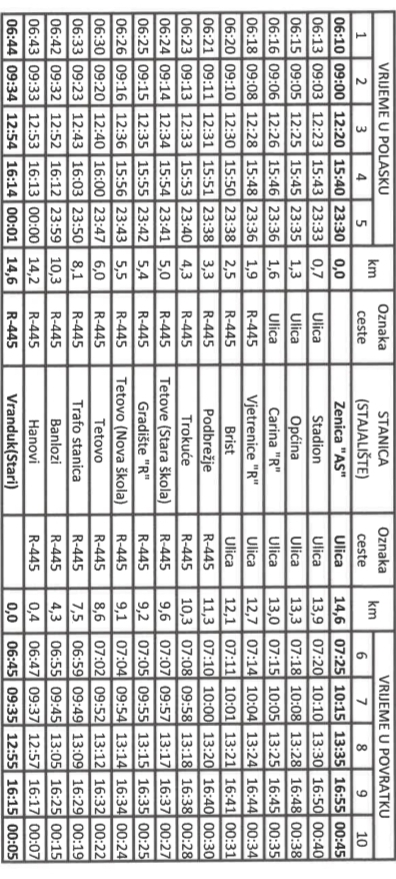 VRIJEME U POLASKU km Oznaka ceste STANICA (STAJALIŠTE) Oznaka ceste km VRIJEME U POVRATKU
1 2 3 4 5 6 7 8 9 10
06:10 09:00 12:20 15:40 23:30 0,0 Zenica "AS" Ulica 14,6 07:25 10:15 13:35 16:55 00:45
06:13 09:03 12:23 15:43 23:33 0,7 Ulica Stadion Ulica 13,9 07:20 10:10 13:30 16:50 00:40
06:15 09:05 12:25 15:45 23:35 1,3 Ulica Općina Ulica 13,3 07:18 10:08 13:28 16:48 00:38
06:16 09:06 12:26 15:46 23:36 1,6 Ulica Carina "R" Ulica 13,0 07:15 10:05 13:25 16:45 00:35
06:18 09:08 12:28 15:48 23:36 1,9 R-445 Vjetrenice "R" Ulica 12,7 07:14 10:04 13:24 16:44 00:34
06:20 09:10 12:30 15:50 23:38 2,5 R-445 Brist Ulica 12,1 07:11 10:01 13:21 16:41 00:31
06:21 09:11 12:31 15:51 23:38 3,3 R-445 Podbrežje R-445 11,3 07:10 10:00 13:20 16:40 00:30
06:23 09:13 12:33 15:53 23:40 4,3 R-445 Trokuće R-445 10,3 07:08 09:58 13:18 16:38 00:28
06:24 09:14 12:34 15:54 23:41 5,0 R-445 Tetove (Stara škola) R-445 9,6 07:07 09:57 13:17 16:37 00:27
06:25 09:15 12:35 15:55 23:42 5,4 R-445 Gradište "R" R-445 9,2 07:05 09:55 13:15 16:35 00:25
06:26 09:16 12:36 15:56 23:43 5,5 R-445 Tetovo (Nova škola) R-445 9,1 07:04 09:54 13:14 16:34 00:24
06:30 09:20 12:40 16:00 23:47 6,0 R-445 Tetovo R-445 8,6 07:02 09:52 13:12 16:32 00:22
06:33 09:23 12:43 16:03 23:50 8,1 R-445 Trafo stanica R-445 7,5 06:59 09:49 13:09 16:29 00:19
06:42 09:32 12:52 16:12 23:59 10,3 R-445 Banlozi R-445 4,3 06:55 09:45 13:05 16:25 00:15
06:43 09:33 12:53 16:13 00:00 14,2 R-445 Hanovi R-445 0,4 06:47 09:37 12:57 16:17 00:07
06:44 09:34 12:54 16:14 00:01 14,6 R-445 Vranduk(Stari) 0,0 06:45 09:35 12:55 16:15 00:05